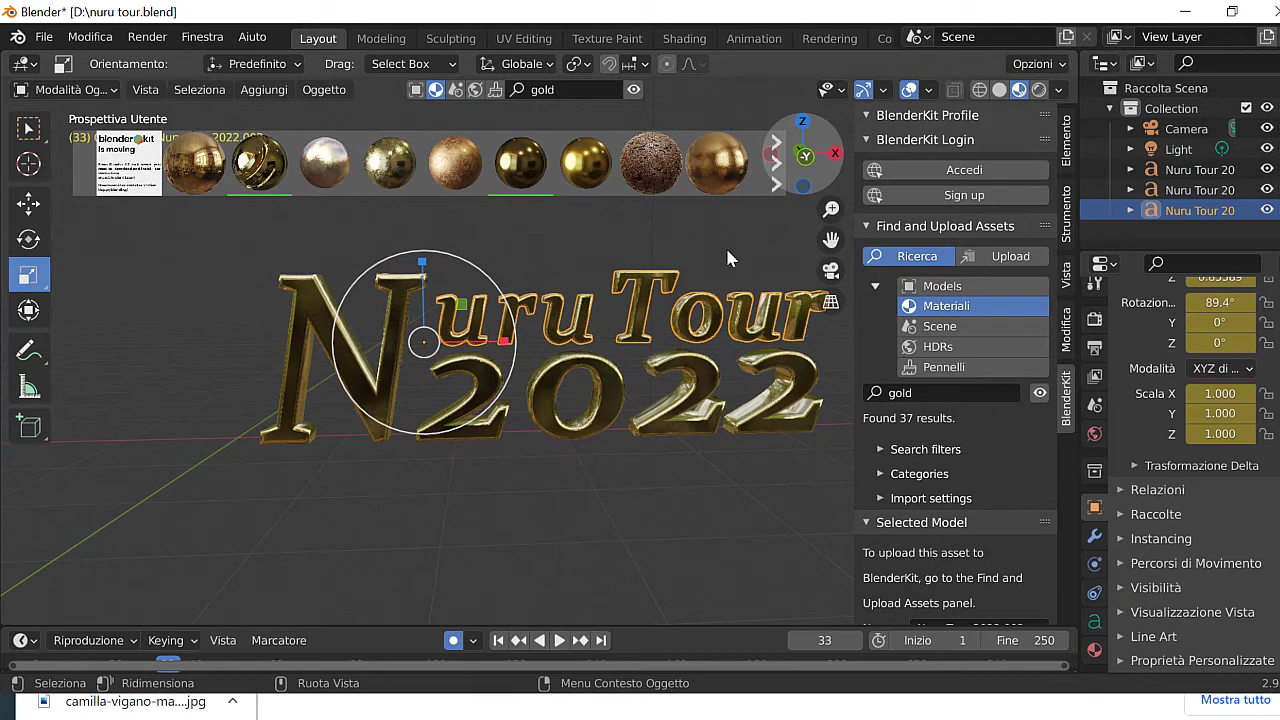 Blender* [D:\nuru tour.blend]
File Modifica Render Finestra Aiuto Layout Modeling Sculpting UV Editing Texture Paint Shading Animation Rendering Co Scene View Layer
Orientamento: Predefinito Drag: Select Box Globale Opzioni
Modalità Og... Vista Seleziona Aggiungi Oggetto gold
Prospettiva Utente
(33)
blenderkit
is moving
Nuru Tour
2022
BlenderKit Profile
BlenderKit Login
Accedi
Sign up
Find and Upload Assets
Ricerca Upload
Models
Materiali
Scene
HDRs
Pennelli
gold
Found 37 results.
Search filters
Categories
Import settings
Selected Model
To upload this asset to
BlenderKit, go to the Find and
Upload Assets panel.
Elemento
Strumento
Vista
Modifica
BlenderKit
Raccolta Scena
Collection
Camera
Light
Nuru Tour 20
Nuru Tour 20
Nuru Tour 20
Rotazion... 89.4°
Y 0°
Z 0°
Modalità XYZ di ...
Scala X 1.000
Y 1.000
Z 1.000
Trasformazione Delta
Relazioni
Raccolte
Instancing
Percorsi di Movimento
Visibilità
Visualizzazione Vista
Line Art
Proprietà Personalizzate
Riproduzione Keying Vista Marcatore 33 Inizio 1 Fine 250
Seleziona Ridimensiona Ruota Vista Menu Contesto Oggetto 2.9
camilla-vigano-ma....jpg Mostra tutto